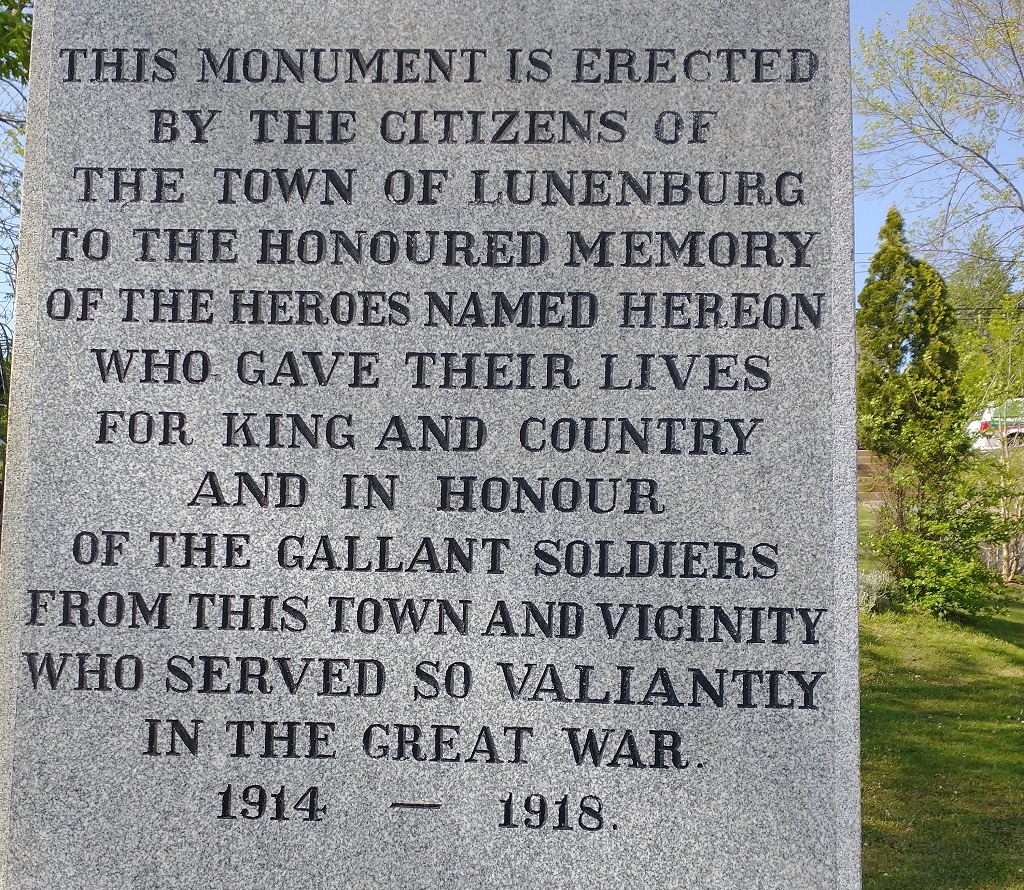 THIS MONUMENT IS ERECTED
BY THE CITIZENS OF
THE TOWN OF LUNENBURG
TO THE HONOURED MEMORY
OF THE HEROES NAMED HEREON
WHO GAVE THEIR LIVES
FOR KING AND COUNTRY
AND IN HONOUR
OF THE GALLANT SOLDIERS
FROM THIS TOWN AND VICINITY
WHO SERVED SO VALIANTLY
IN THE GREAT WAR.
1914 — 1918.